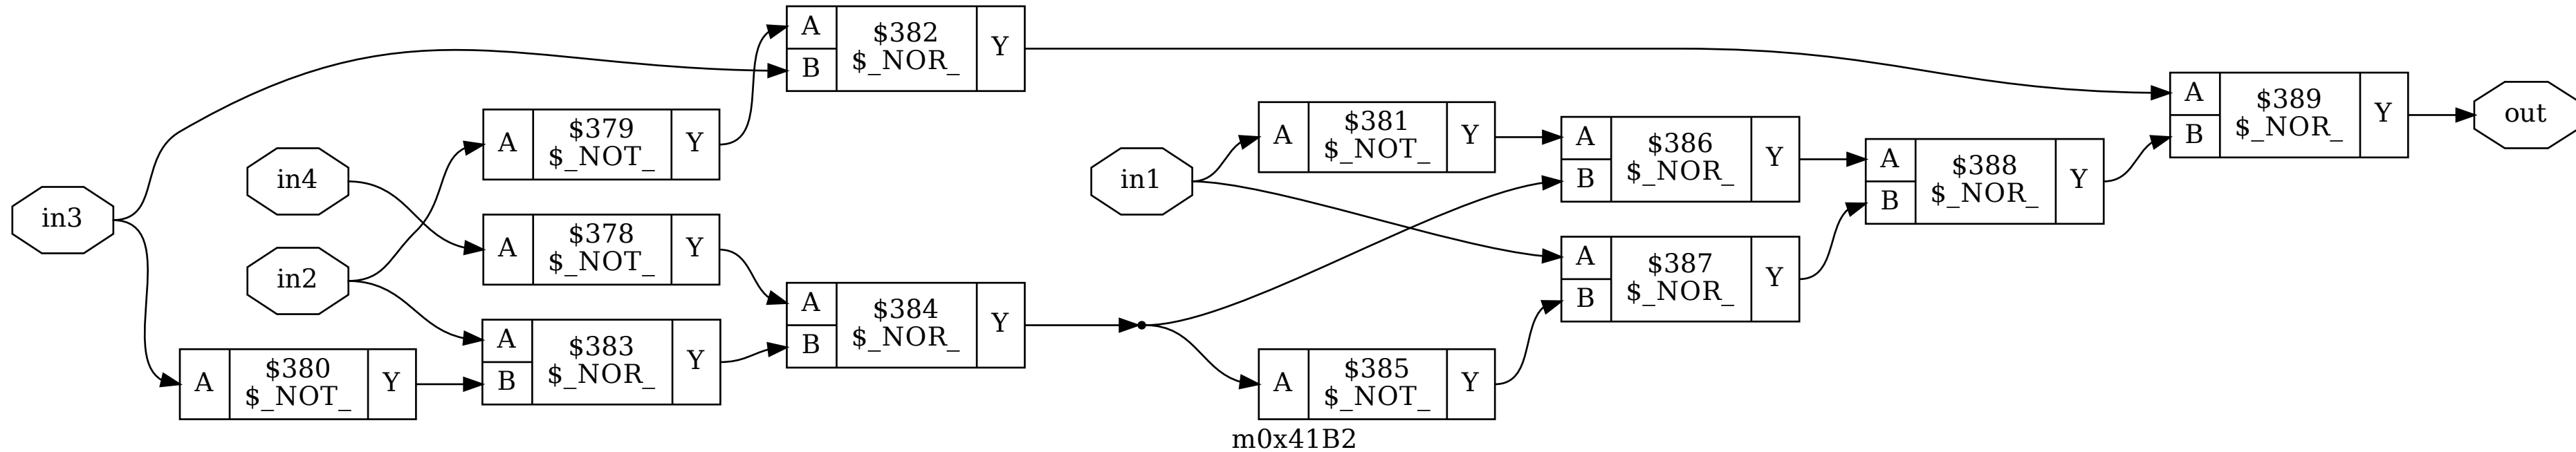 A
B
$382
$_NOR_
Y
in3
in4
in2
A
$379
$_NOT_
Y
A
$378
$_NOT_
Y
A
$380
$_NOT_
Y
A
B
$383
$_NOR_
Y
A
B
$384
$_NOR_
Y
in1
A
$381
$_NOT_
Y
A
$385
$_NOT_
Y
A
B
$386
$_NOR_
Y
A
B
$387
$_NOR_
Y
A
B
$388
$_NOR_
Y
A
B
$389
$_NOR_
Y
out
m0x41B2